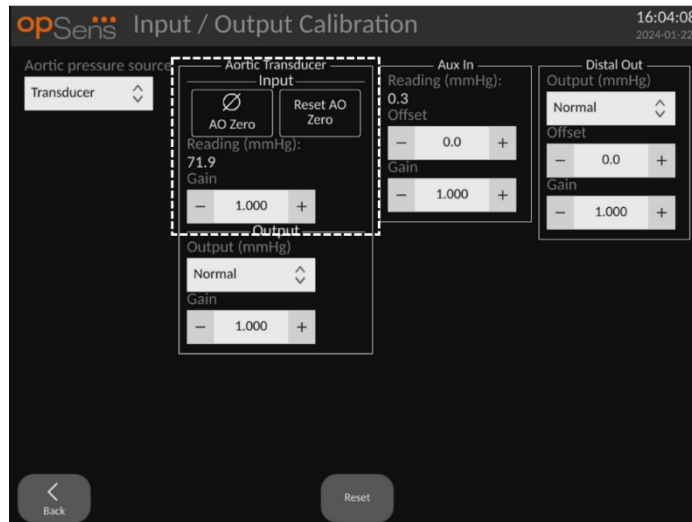 opSens Input / Output Calibration
16:04:08
2024-01-22
Aortic pressure source
Transducer
Aortic Transducer
Input
AO Zero
Reset AO
Zero
Reading (mmHg):
71.9
Gain
− 1.000 +
Output
Output (mmHg)
Normal
Gain
− 1.000 +
Aux In
Reading (mmHg):
0.3
Offset
− 0.0 +
Gain
− 1.000 +
Distal Out
Output (mmHg)
Normal
Offset
− 0.0 +
Gain
− 1.000 +
Back
Reset